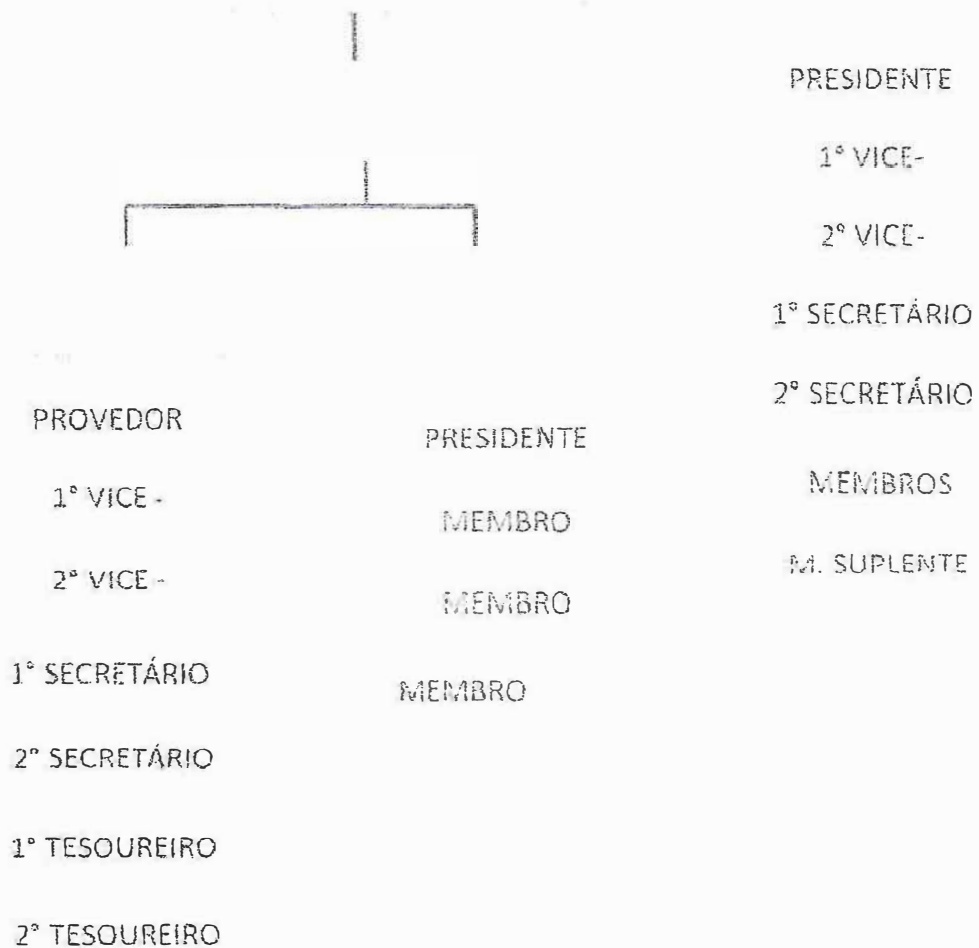 PROVEDOR
1° VICE -
2° VICE -
1° SECRETÁRIO
2° SECRETÁRIO
1° TESOUREIRO
2° TESOUREIRO
PRESIDENTE
MEMBRO
MEMBRO
MEMBRO
PRESIDENTE
1° VICE-
2° VICE-
1° SECRETÁRIO
2° SECRETÁRIO
MEMBROS
M. SUPLENTE